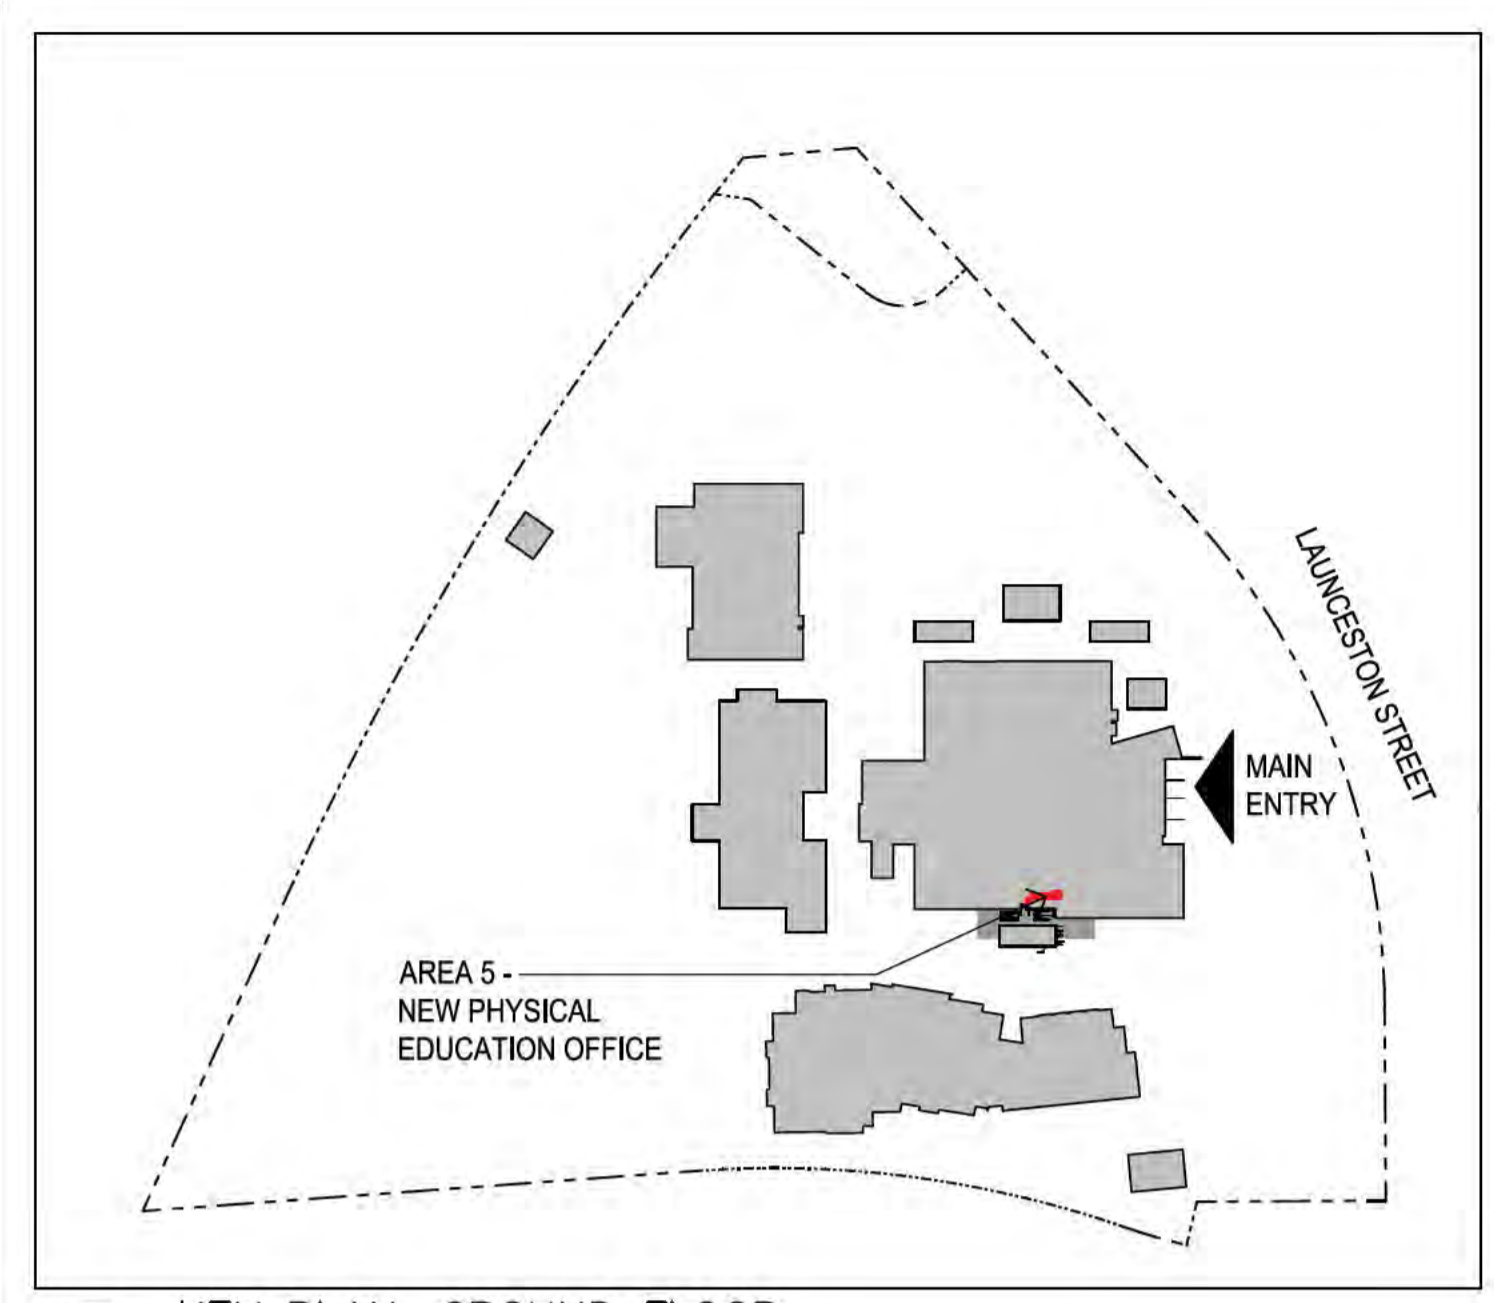 LAUNCESTON STREET
MAIN
ENTRY
AREA 5 -
NEW PHYSICAL
EDUCATION OFFICE